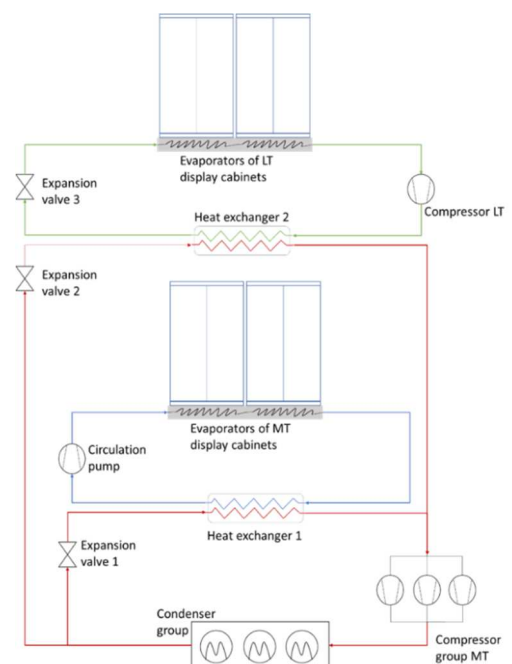 Evaporators of LT
display cabinets
Expansion
valve 3
Compressor LT
Heat exchanger 2
Expansion
valve 2
Evaporators of MT
display cabinets
Circulation
pump
Heat exchanger 1
Expansion
valve 1
Condenser
group
Compressor
group MT